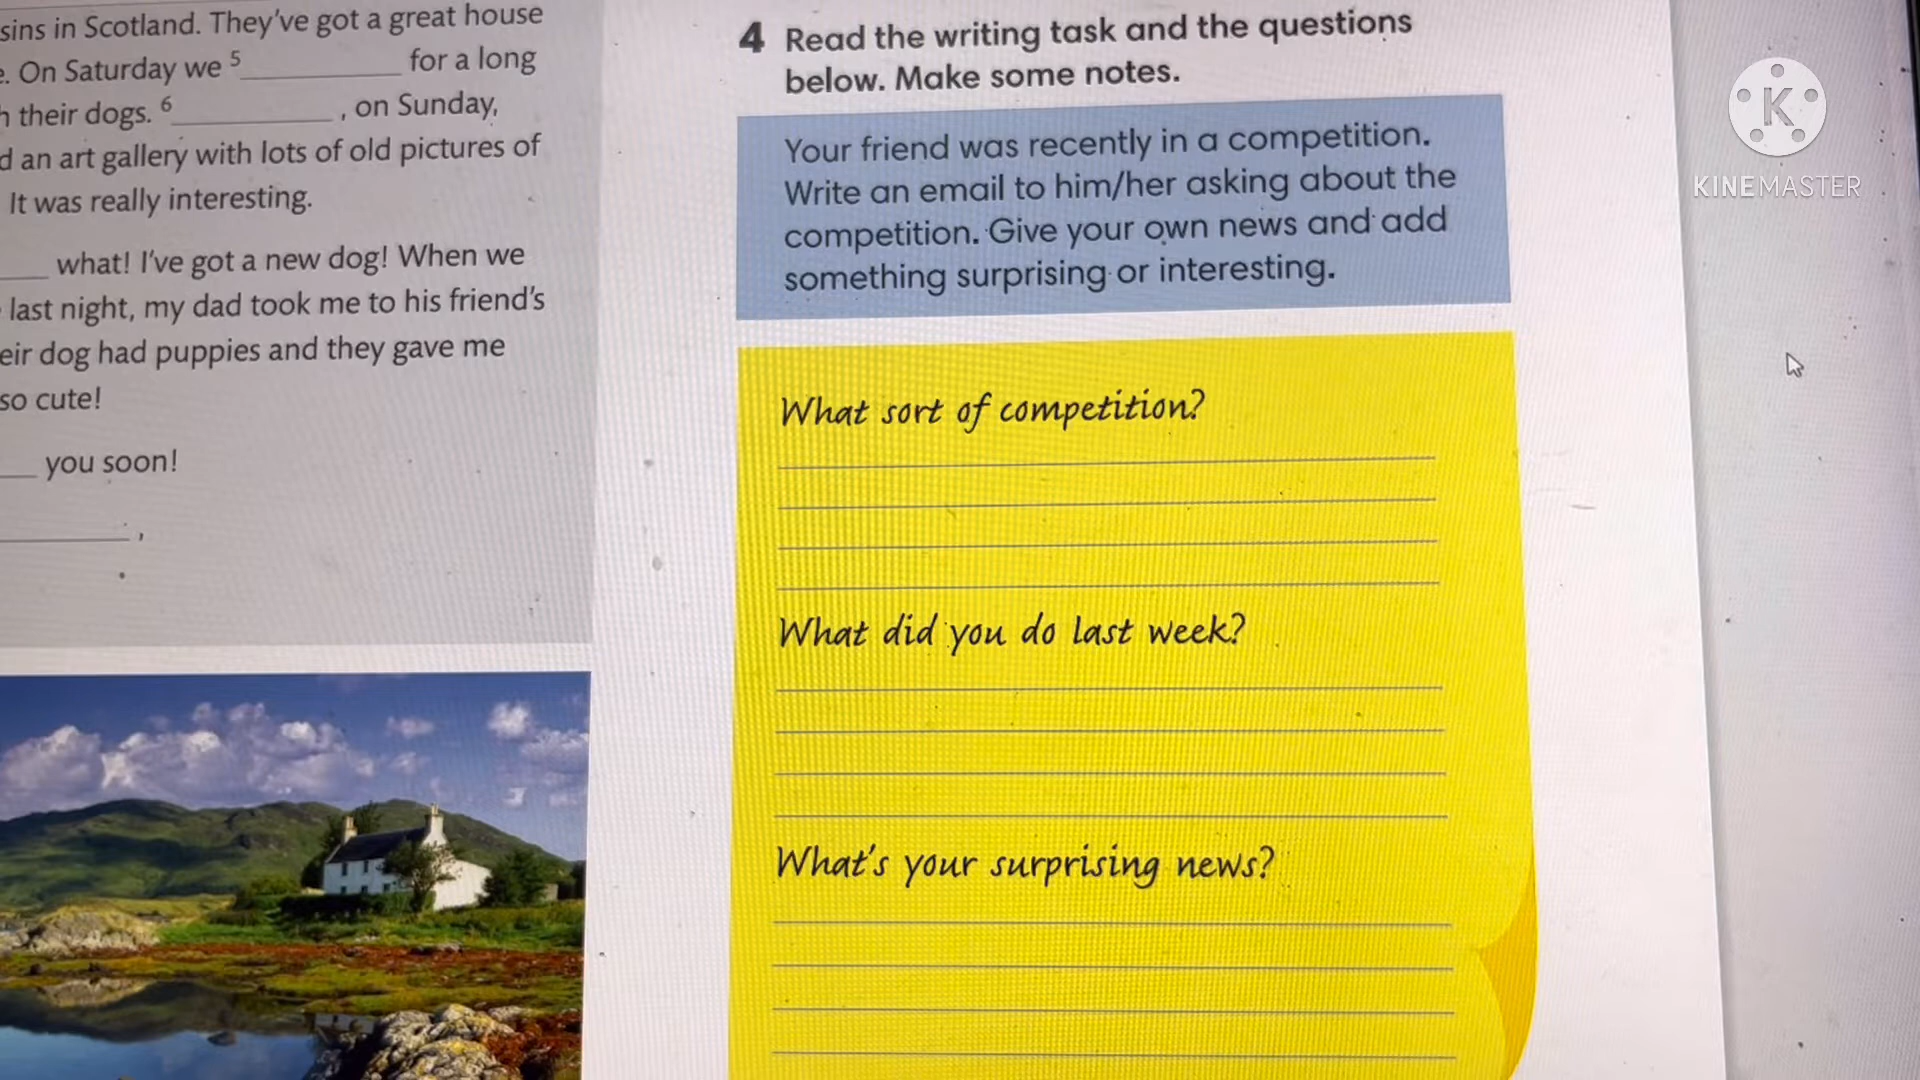 sins in Scotland. They've got a great house
e. On Saturday we 5__________ for a long
h their dogs. 6__________ , on Sunday,
d an art gallery with lots of old pictures of
It was really interesting.
____ what! I've got a new dog! When we
last night, my dad took me to his friend's
eir dog had puppies and they gave me
so cute!
____ you soon!
__________ ,
4 Read the writing task and the questions
below. Make some notes.
Your friend was recently in a competition.
Write an email to him/her asking about the
competition. Give your own news and add
something surprising or interesting.
What sort of competition?
What did you do last week?
What's your surprising news?
K
KINEMASTER